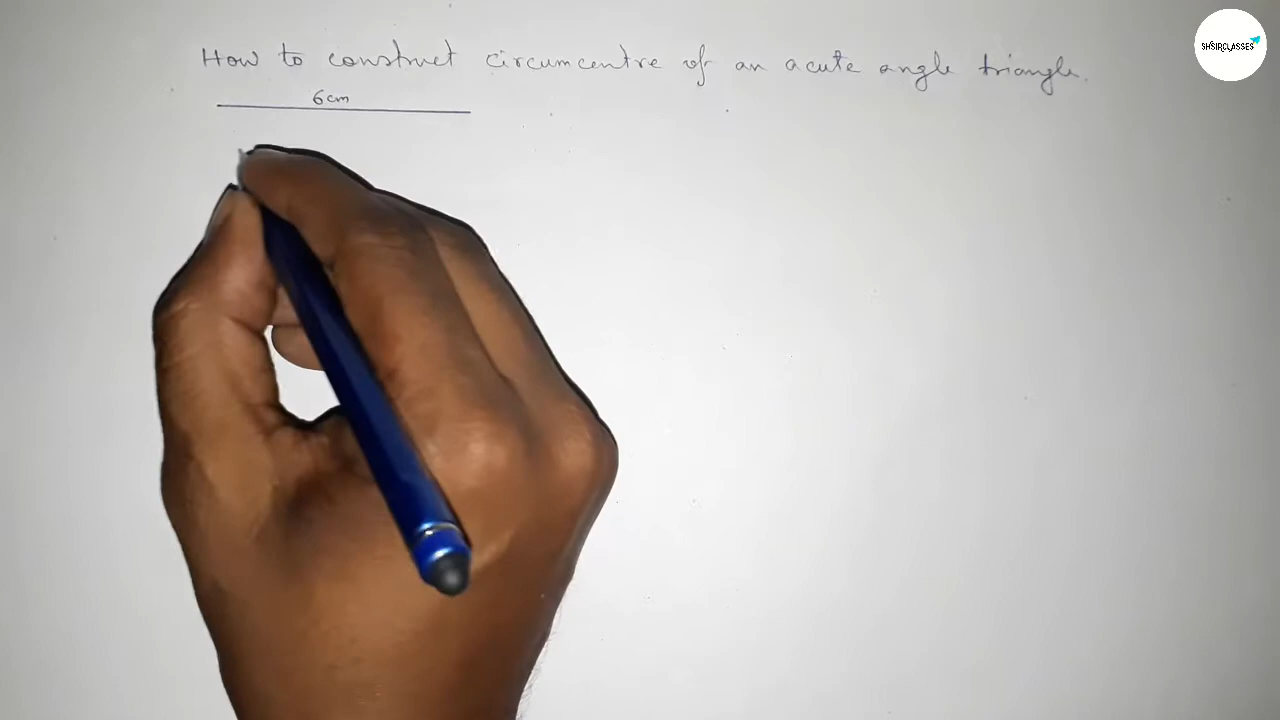 How to construct circumcentre of an acute angle triangle.
6cm
SHSIRCLASSES